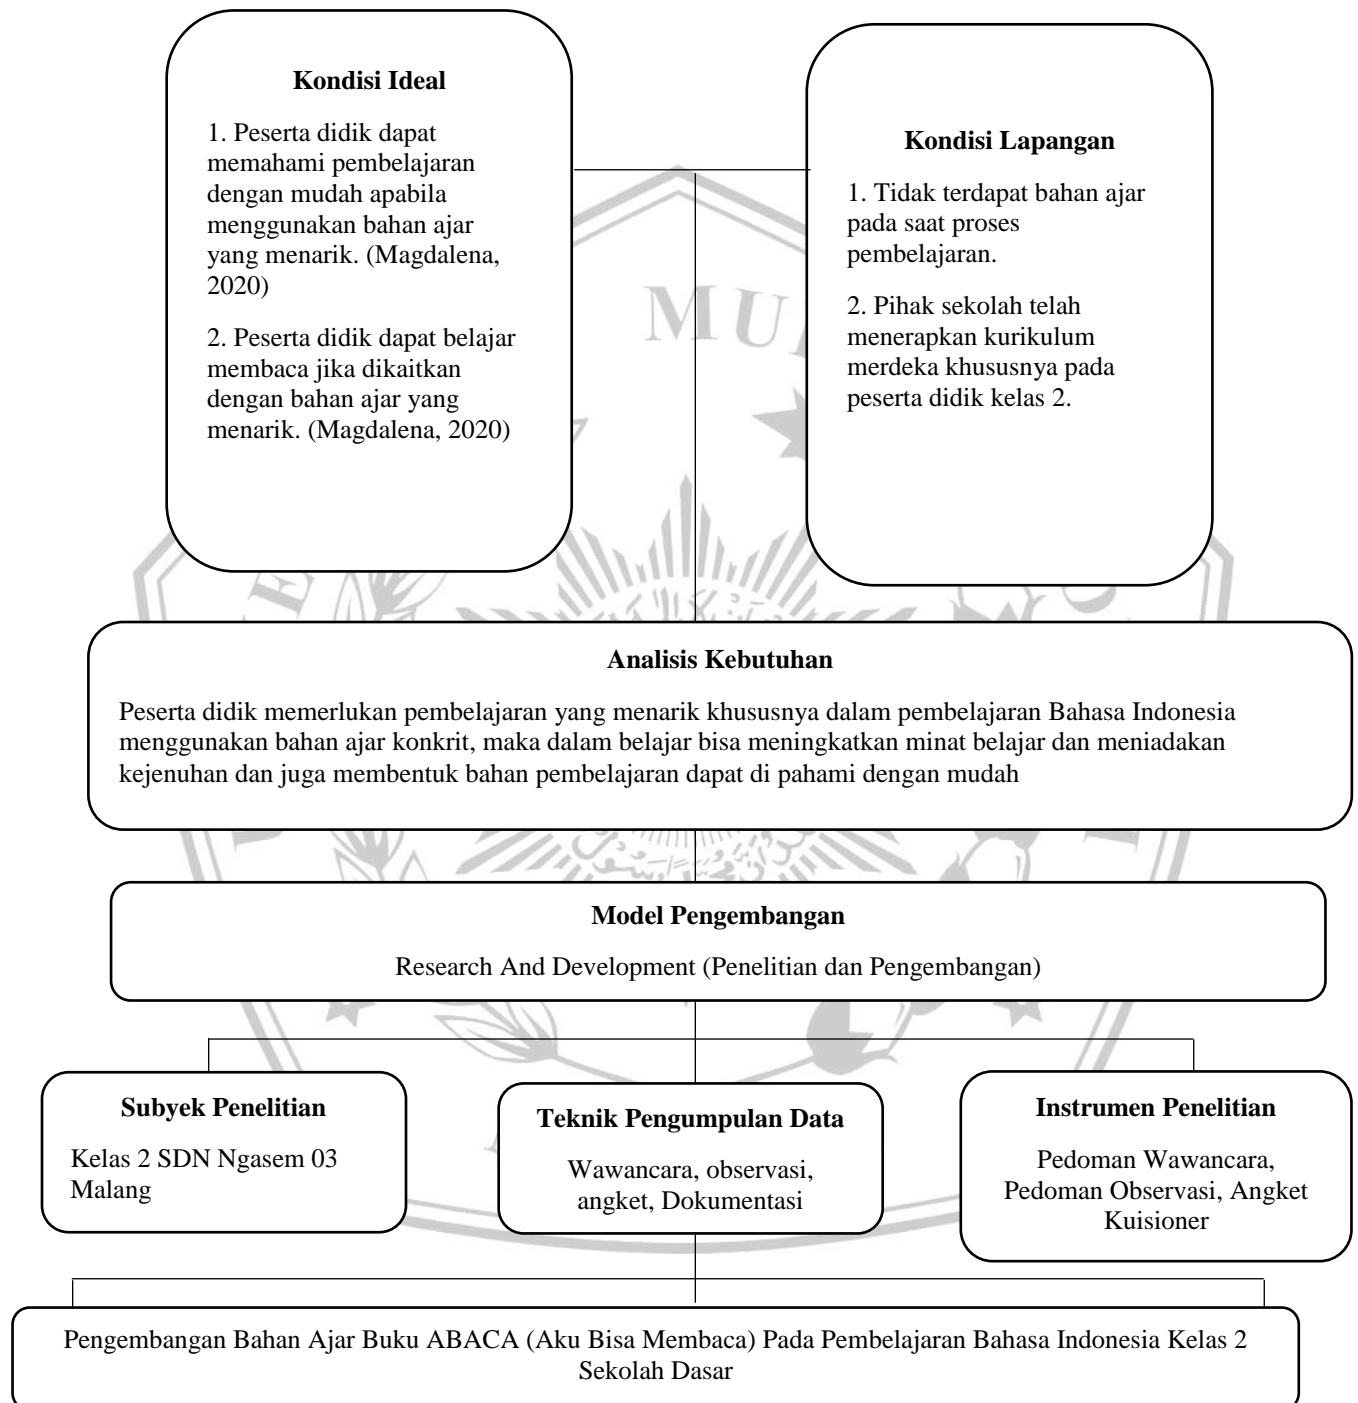 Kondisi Ideal
1. Peserta didik dapat
memahami pembelajaran
dengan mudah apabila
menggunakan bahan ajar
yang menarik. (Magdalena,
2020)
2. Peserta didik dapat belajar
membaca jika dikaitkan
dengan bahan ajar yang
menarik. (Magdalena, 2020)
Kondisi Lapangan
1. Tidak terdapat bahan ajar
pada saat proses
pembelajaran.
2. Pihak sekolah telah
menerapkan kurikulum
merdeka khususnya pada
peserta didik kelas 2.
MU
Analisis Kebutuhan
Peserta didik memerlukan pembelajaran yang menarik khususnya dalam pembelajaran Bahasa Indonesia
menggunakan bahan ajar konkrit, maka dalam belajar bisa meningkatkan minat belajar dan meniadakan
kejenuhan dan juga membentuk bahan pembelajaran dapat di pahami dengan mudah
Model Pengembangan
Research And Development (Penelitian dan Pengembangan)
Subyek Penelitian
Kelas 2 SDN Ngasem 03
Malang
Teknik Pengumpulan Data
Wawancara, observasi,
angket, Dokumentasi
Instrumen Penelitian
Pedoman Wawancara,
Pedoman Observasi, Angket
Kuisioner
Pengembangan Bahan Ajar Buku ABACA (Aku Bisa Membaca) Pada Pembelajaran Bahasa Indonesia Kelas 2
Sekolah Dasar